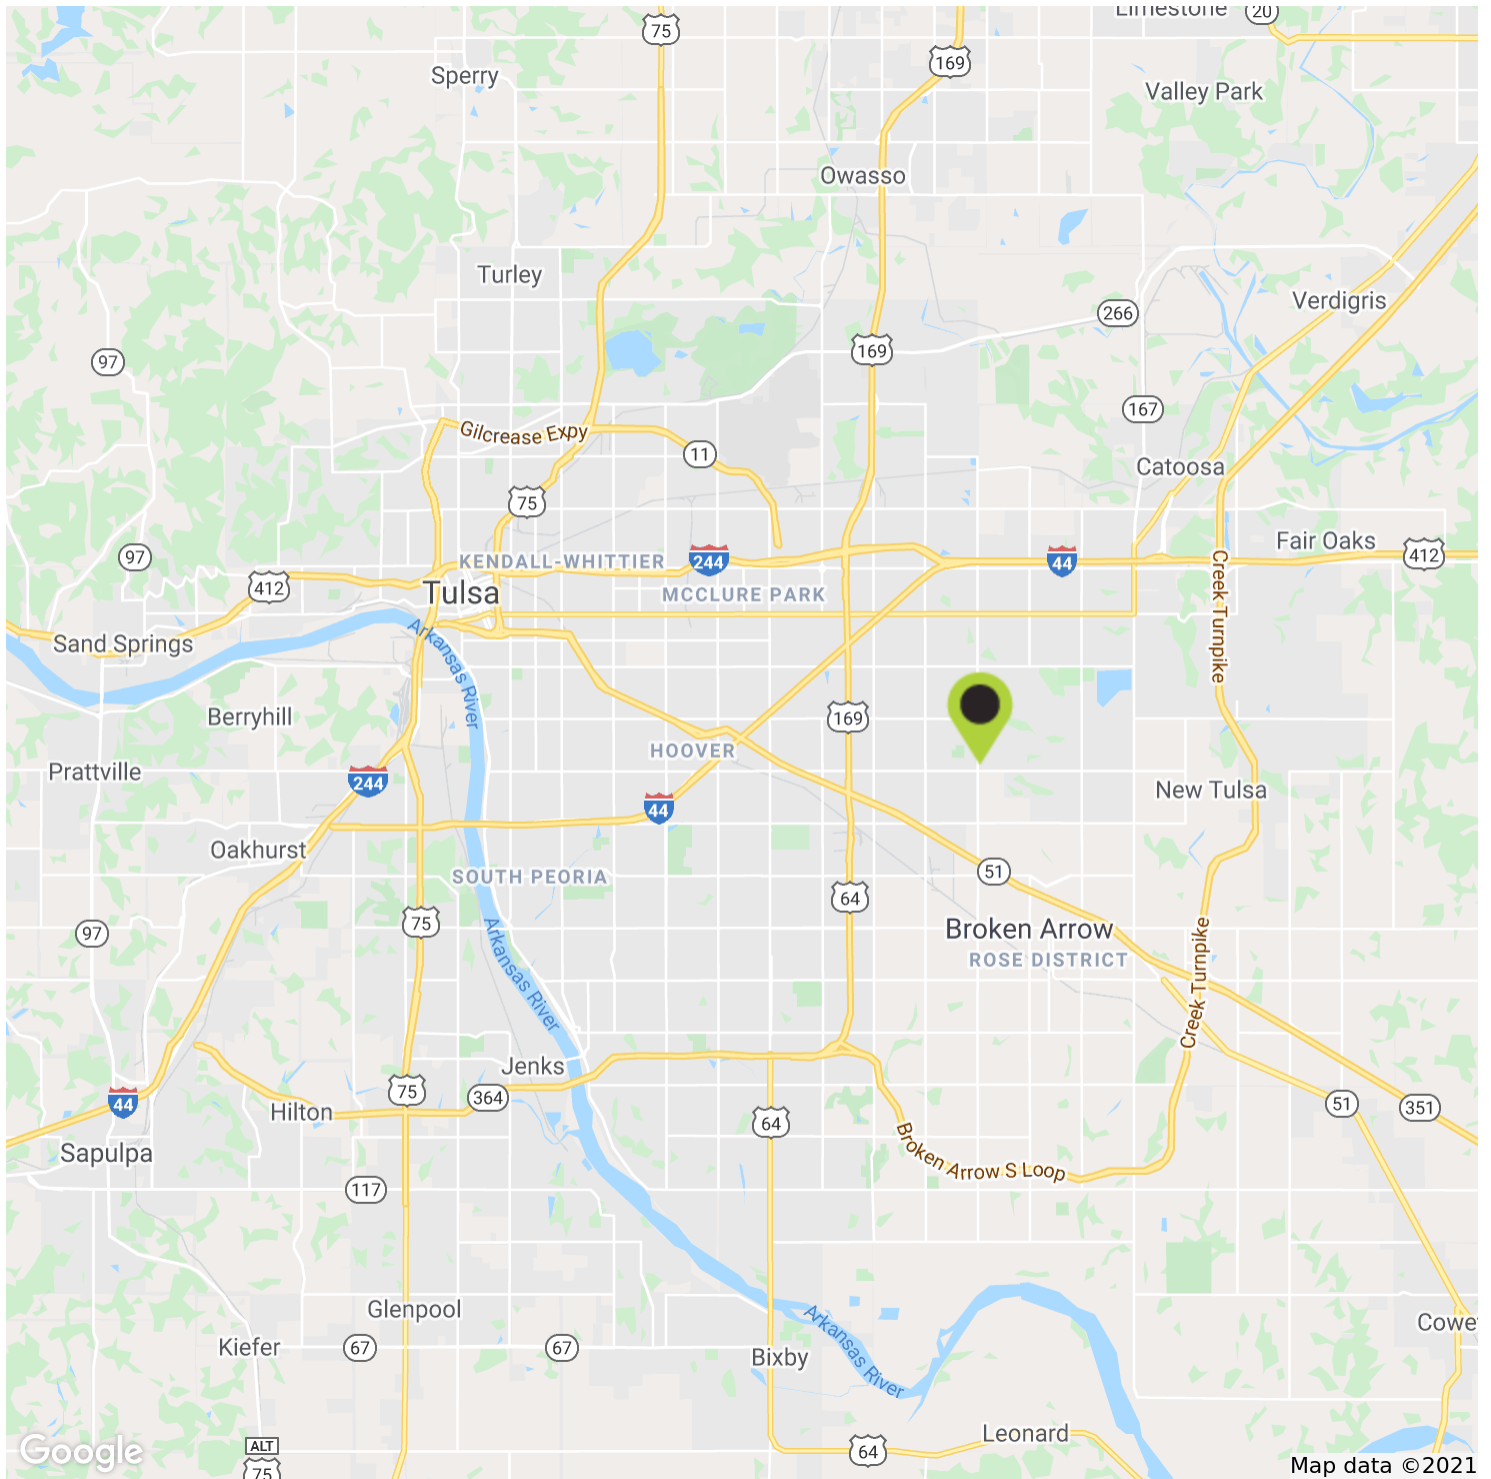 Limestone
20
75
169
Sperry
Valley Park
Owasso
Turley
Verdigris
266
169
97
167
Gilcrease Expy
11
Catoosa
75
Fair Oaks
97
KENDALL-WHITTIER
244
44
412
412
Tulsa
MCCLURE PARK
Creek Turnpike
Sand Springs
Arkansas River
Berryhill
169
HOOVER
Prattville
244
New Tulsa
44
Oakhurst
SOUTH PEORIA
51
64
75
97
Broken Arrow
ROSE DISTRICT
Arkansas River
Creek Turnpike
Jenks
75
364
44
Hilton
51
351
64
Sapulpa
Broken Arrow S Loop
117
Glenpool
Arkansas River
Cowe
Kiefer
67
67
Bixby
Leonard
64
Google
ALT
75
Map data ©2021